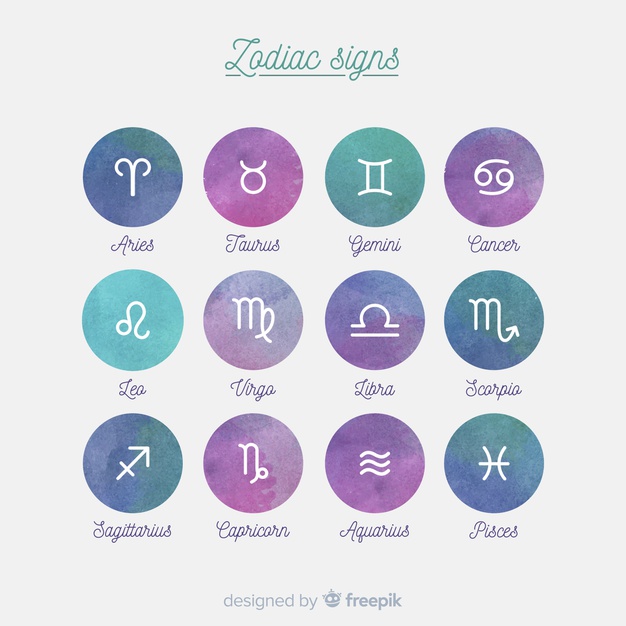 Zodiac signs
Aries Taurus Gemini Cancer
Leo Virgo Libra Scorpio
Sagittarius Capricorn Aquarius Pisces
designed by freepik